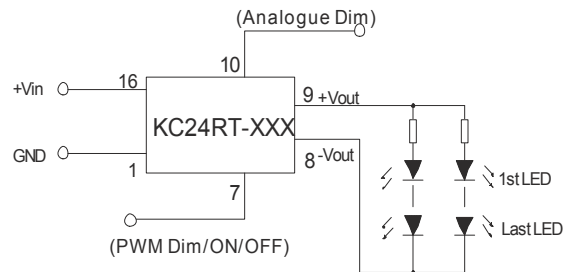 (Analogue Dim)
10
+Vin
16
9
+Vout
KC24RT-XXX
GND
1
8
-Vout
7
1st LED
Last LED
(PWM Dim/ON/OFF)